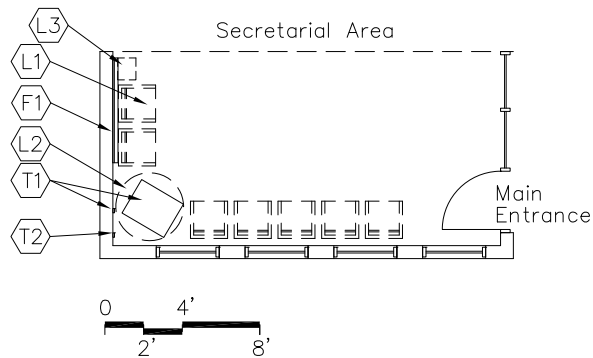 L3
Secretarial Area
L1
F1
L2
T1
T2
Main
Entrance
0 4'
2' 8'